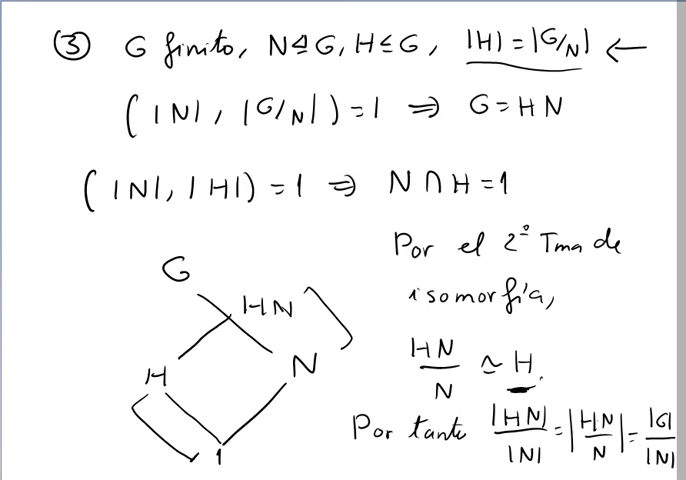 ③ G finito, N⊴G, H≤G, |H| = |G/N| ←
(|N|, |G/N|) = 1 ⇒ G = HN
(|N|, |H|) = 1 ⇒ N ∩ H = 1
Por el 2º Tma de
isomorfía,
HN/N ≃ H.
Por tanto |HN|/|N| = |HN/N| = |G|/|N|
G
HN
H
N
1